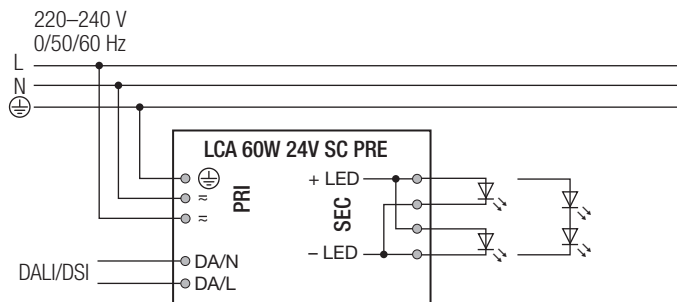 220–240 V
0/50/60 Hz
L
N
LCA 60W 24V SC PRE
PRI
+ LED
SEC
≂
≂
– LED
DALI/DSI
DA/N
DA/L